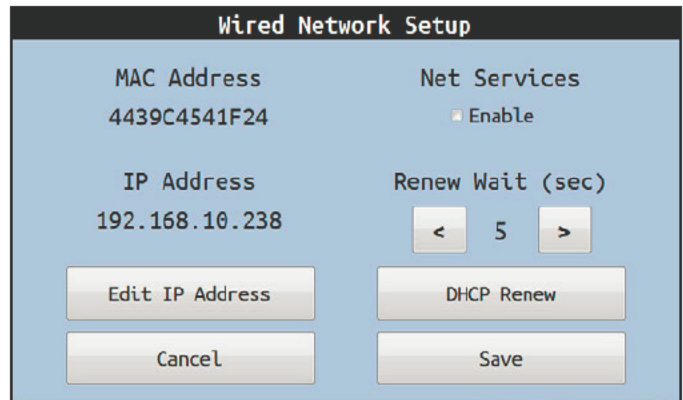 Wired Network Setup
MAC Address
4439C4541F24
Net Services
Enable
IP Address
192.168.10.238
Renew Wait (sec)
< 5 >
Edit IP Address
DHCP Renew
Cancel
Save